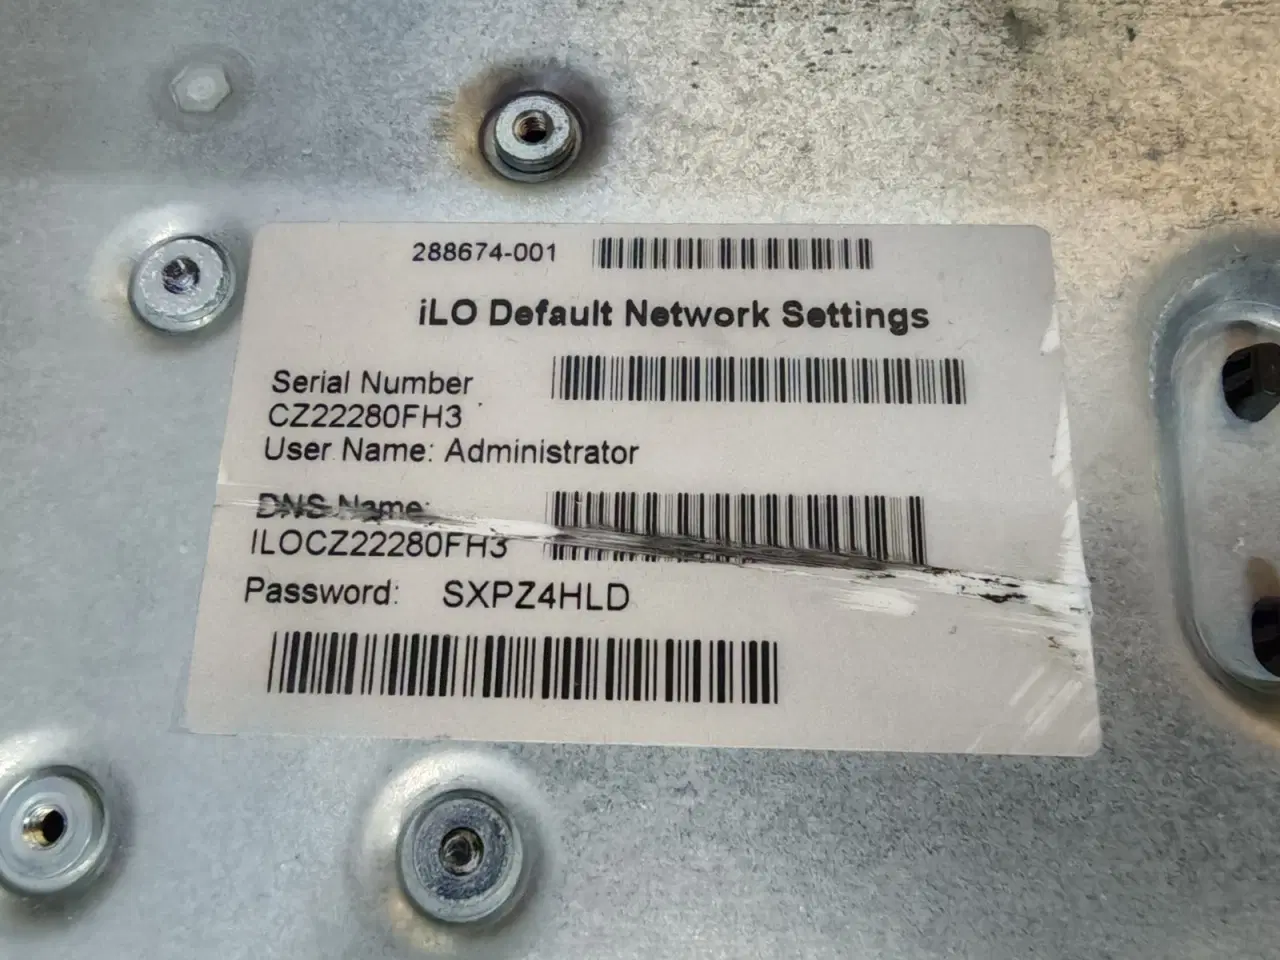 288674-001
iLO Default Network Settings
Serial Number
CZ22280FH3
User Name: Administrator
DNS Name:
ILOCZ22280FH3
Password: SXPZ4HLD